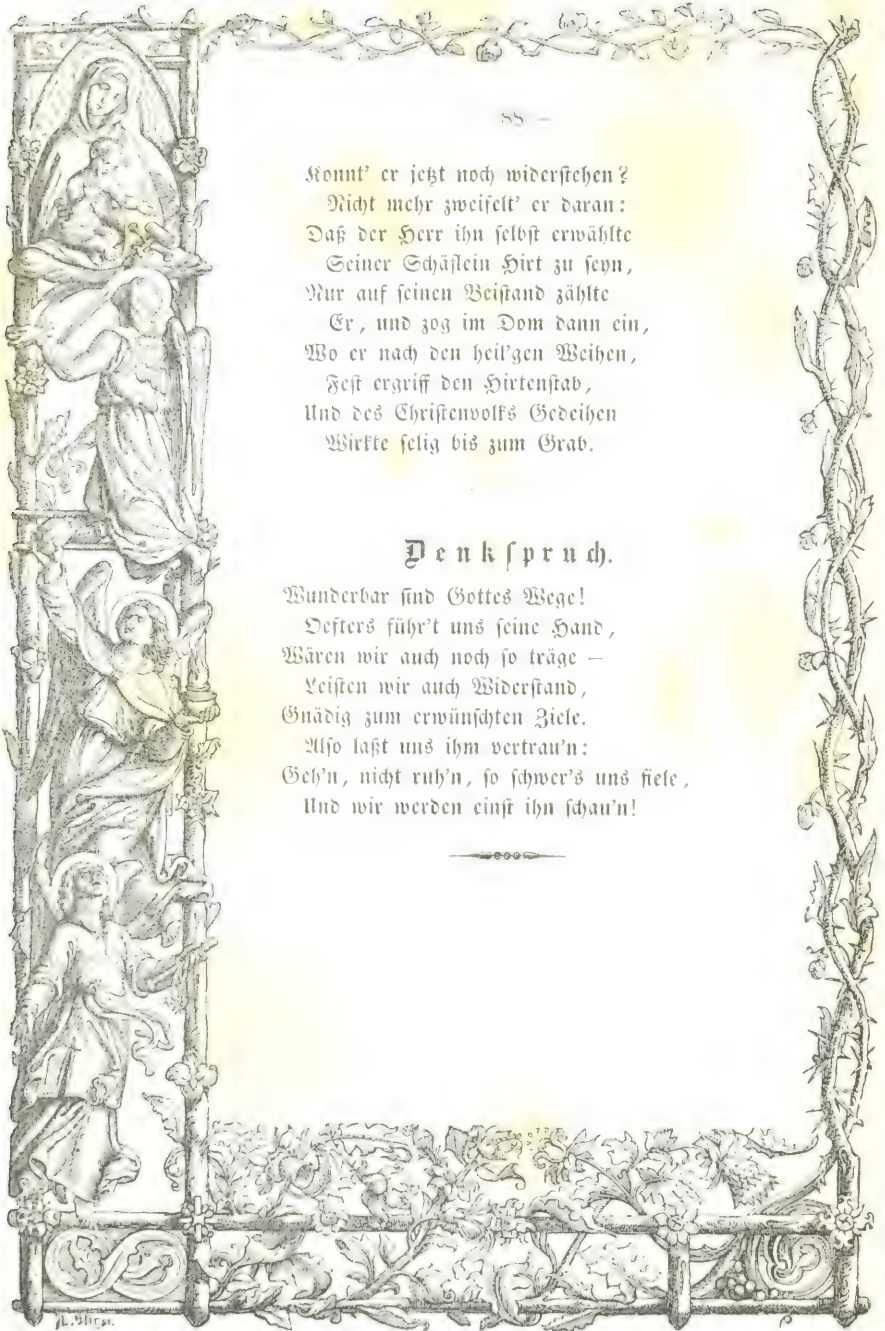 88 –
Konnt' er jetzt noch widerstehen?
Nicht mehr zweifelt' er daran:
Daß der Herr ihn selbst erwählte
Seiner Schäflein Hirt zu seyn,
Nur auf seinen Beistand zählte
Er, und zog im Dom dann ein,
Wo er nach den heil'gen Weihen,
Fest ergriff den Hirtenstab,
Und des Christenvolks Gedeihen
Wirkte selig bis zum Grab.
Denkspruch.
Wunderbar sind Gottes Wege!
Oefters führ't uns seine Hand,
Wären wir auch noch so träge –
Leisten wir auch Widerstand,
Gnädig zum erwünschten Ziele.
Also laßt uns ihm vertrau'n:
Geh'n, nicht ruh'n, so schwer's uns fiele,
Und wir werden einst ihn schau'n!